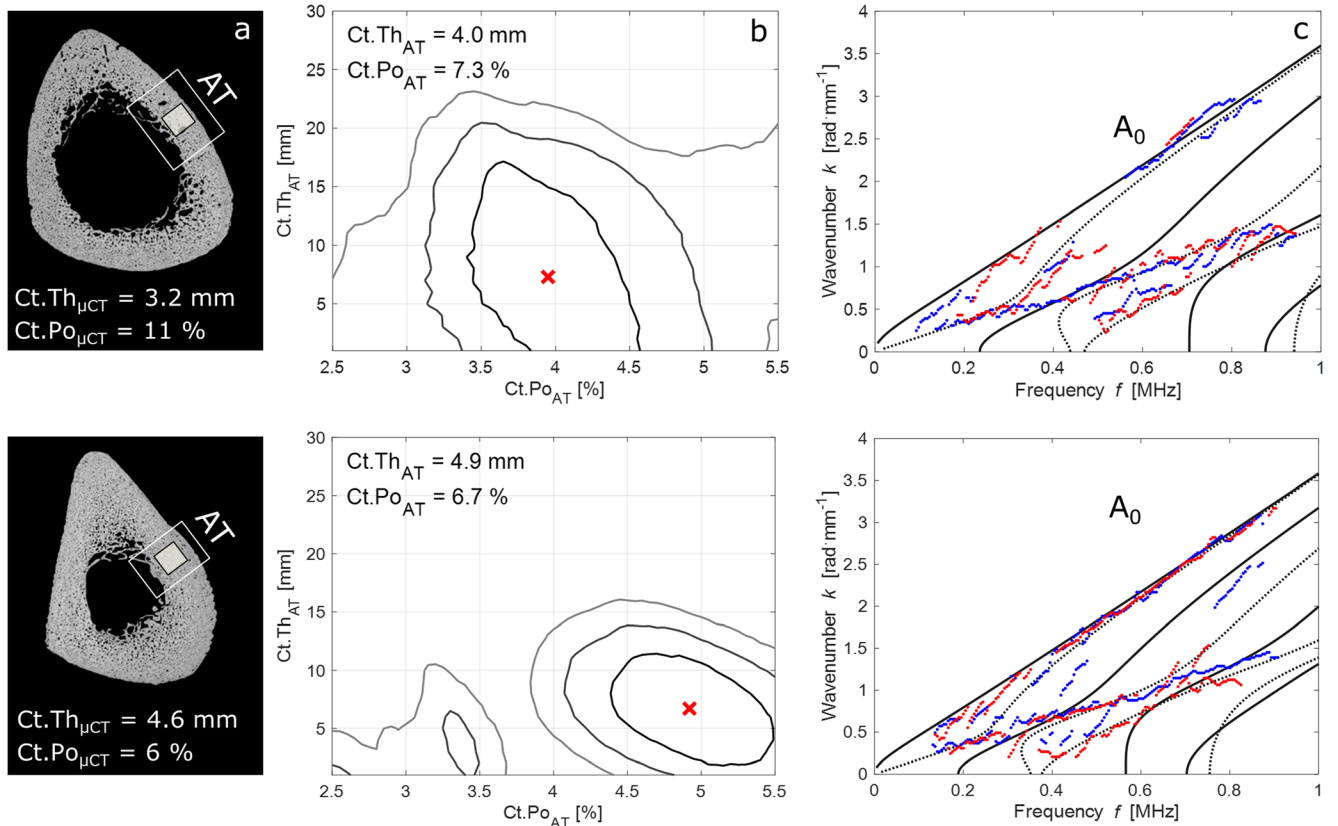 a
AT
Ct.Th_μCT = 3.2 mm
Ct.Po_μCT = 11 %
b
Ct.Th_AT = 4.0 mm
Ct.Po_AT = 7.3 %
30
25
20
15
10
5
Ct.Th_AT [mm]
2.5 3 3.5 4 4.5 5 5.5
Ct.Po_AT [%]
c
A_0
4
3.5
3
2.5
2
1.5
1
0.5
0
Wavenumber k [rad·mm⁻¹]
0 0.2 0.4 0.6 0.8 1
Frequency f [MHz]
AT
Ct.Th_μCT = 4.6 mm
Ct.Po_μCT = 6 %
Ct.Th_AT = 4.9 mm
Ct.Po_AT = 6.7 %
30
25
20
15
10
5
Ct.Th_AT [mm]
2.5 3 3.5 4 4.5 5 5.5
Ct.Po_AT [%]
A_0
4
3.5
3
2.5
2
1.5
1
0.5
0
Wavenumber k [rad·mm⁻¹]
0 0.2 0.4 0.6 0.8 1
Frequency f [MHz]